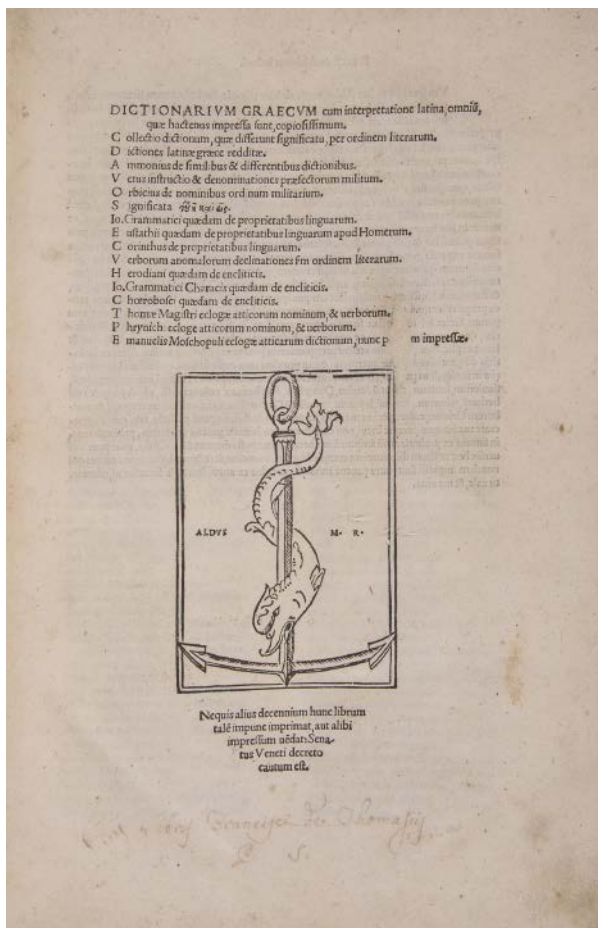 DICTIONARIVM GRAECVM cum interpretatione latina, omniũ,
quæ hactenus impressa sunt, copiosissimum.
C ollectio dictionum, quæ differunt significatu, per ordinem literarum.
D ictiones latinæ græce redditæ.
A mmonius de similibus & differentibus dictionibus.
V etus instructio & denominationes præfectorum militum.
O rbicius de nominibus ordinum militarium.
S ignificata
Io. Grammatici quædam de proprietatibus linguarum.
E ustathii quædam de proprietatibus linguarum apud Homerum.
C orinthus de proprietatibus linguarum.
V erborum anomalorum declinationes fm ordinem literarum.
H erodiani quædam de encliticis.
Io. Grammatici Characis quædam de encliticis.
C hœrobosci quædam de encliticis.
T homæ Magistri eclogæ atticorum nominum, & uerborum.
P hrynichi eclogæ atticorum nominum, & uerborum.
E manuelis Moschopuli eclogæ atticarum dictionum, nunc p m impressæ.
ALDVS M. R.
Nequis alius decennium hunc librum
talẽ impune imprimat, aut alibi
impressum uẽdat: Sena-
tus Veneti decreto
cautum est.
Francisci de Thomasij
S.